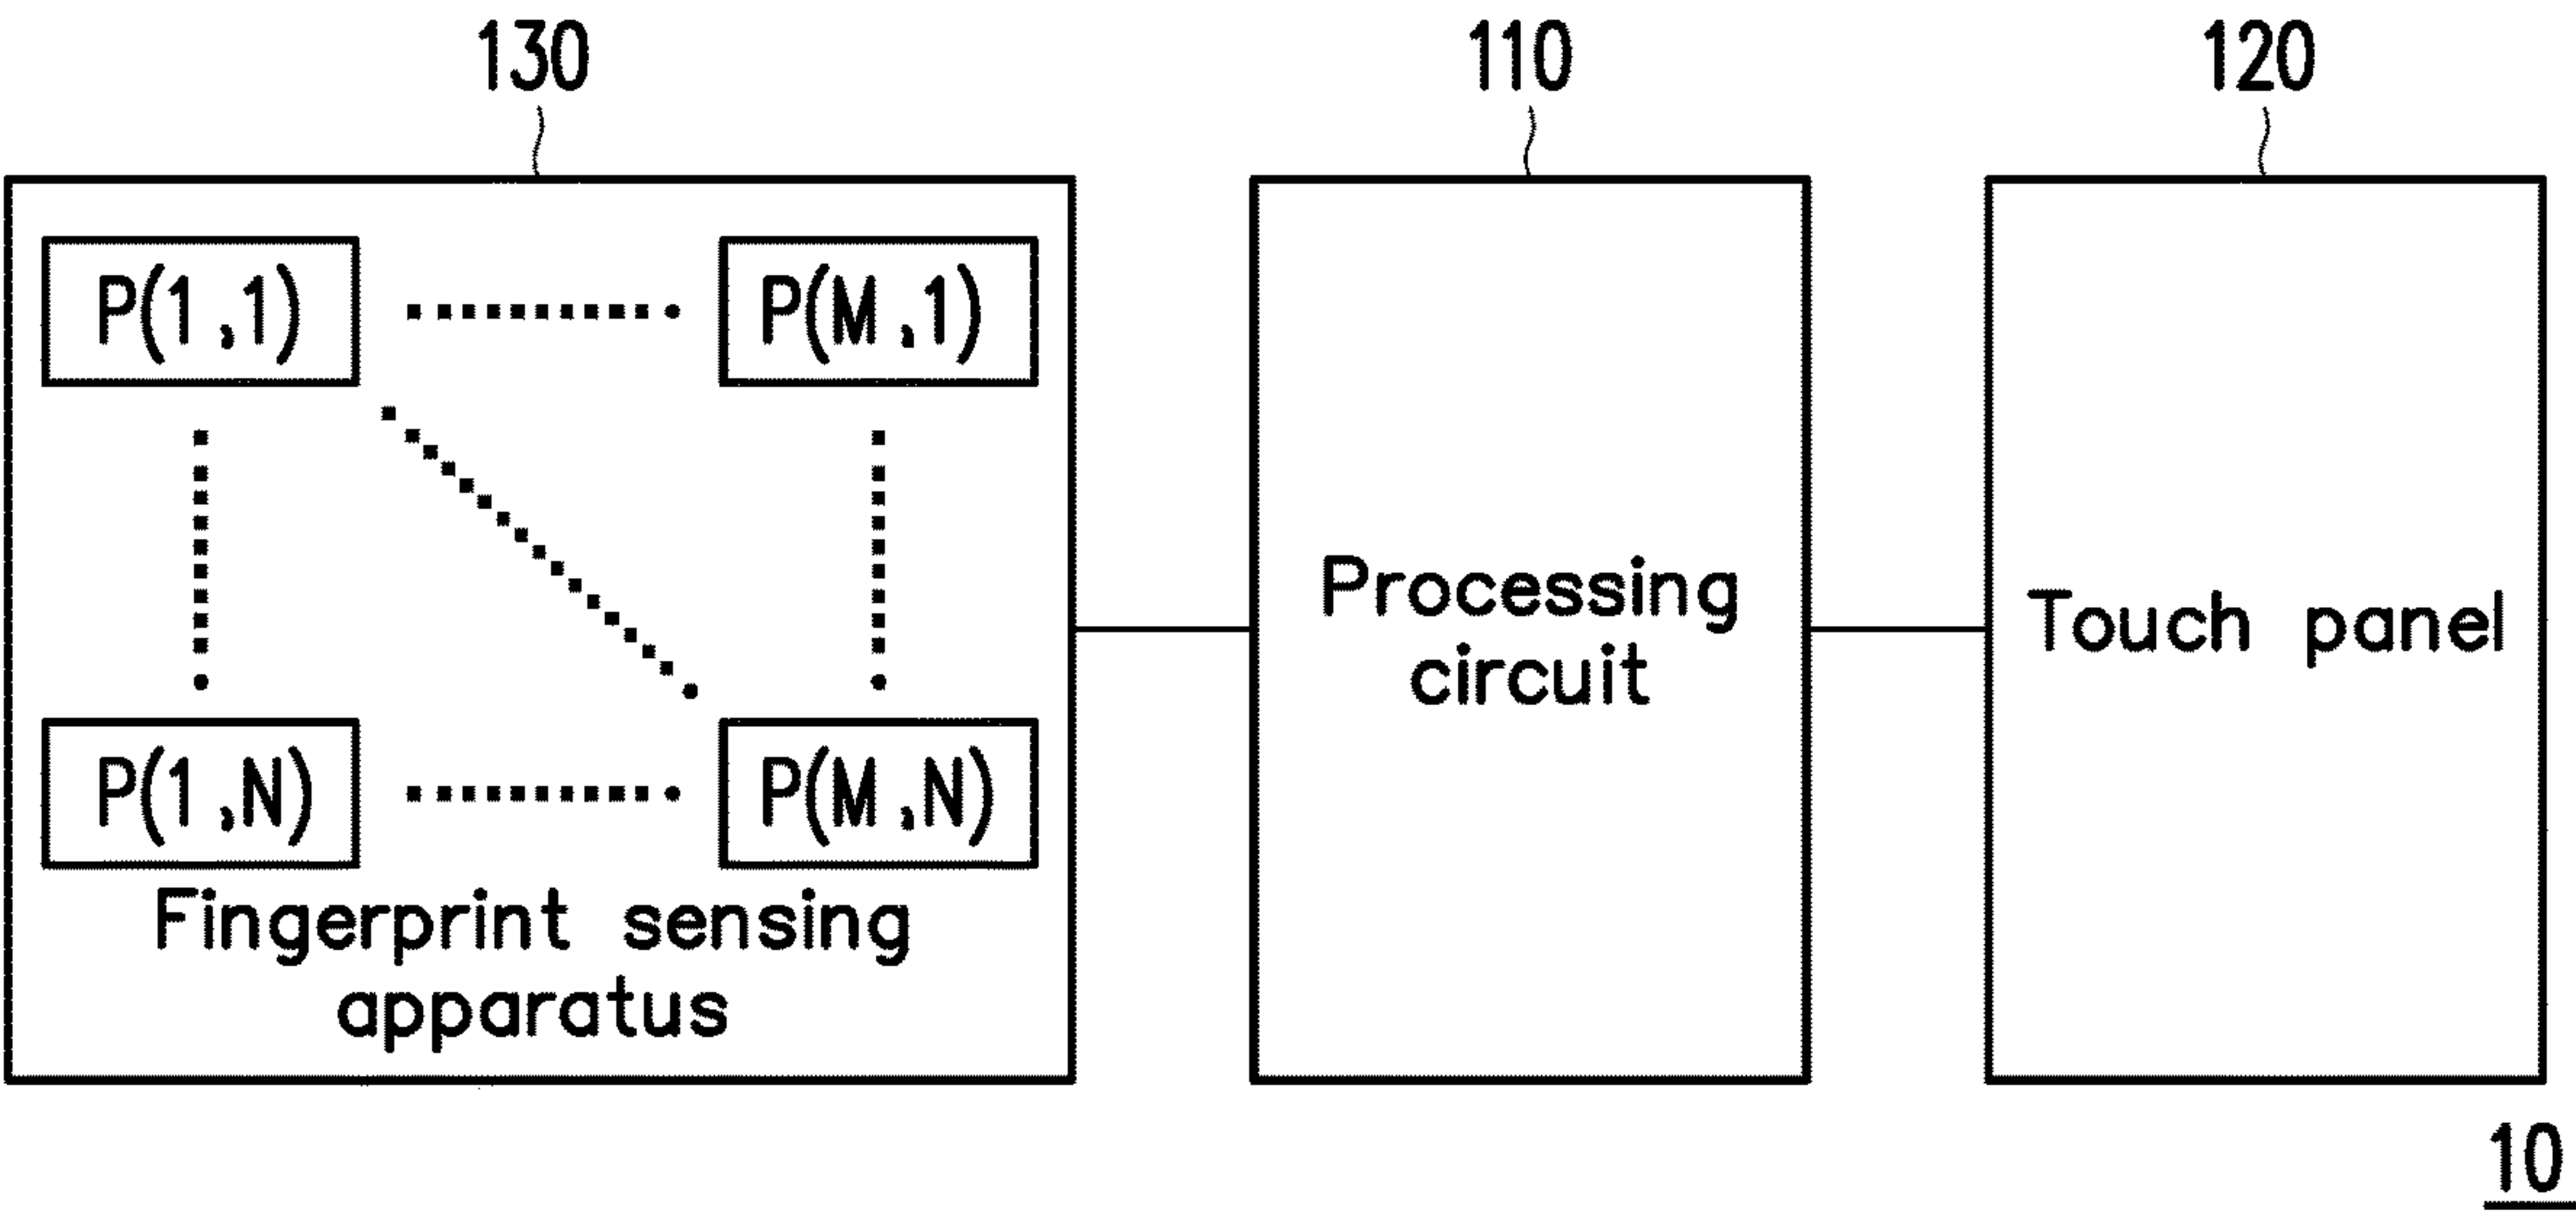 130
110
120
P(1,1)
P(M,1)
P(1,N)
P(M,N)
Fingerprint sensing
apparatus
Processing
circuit
Touch panel
10